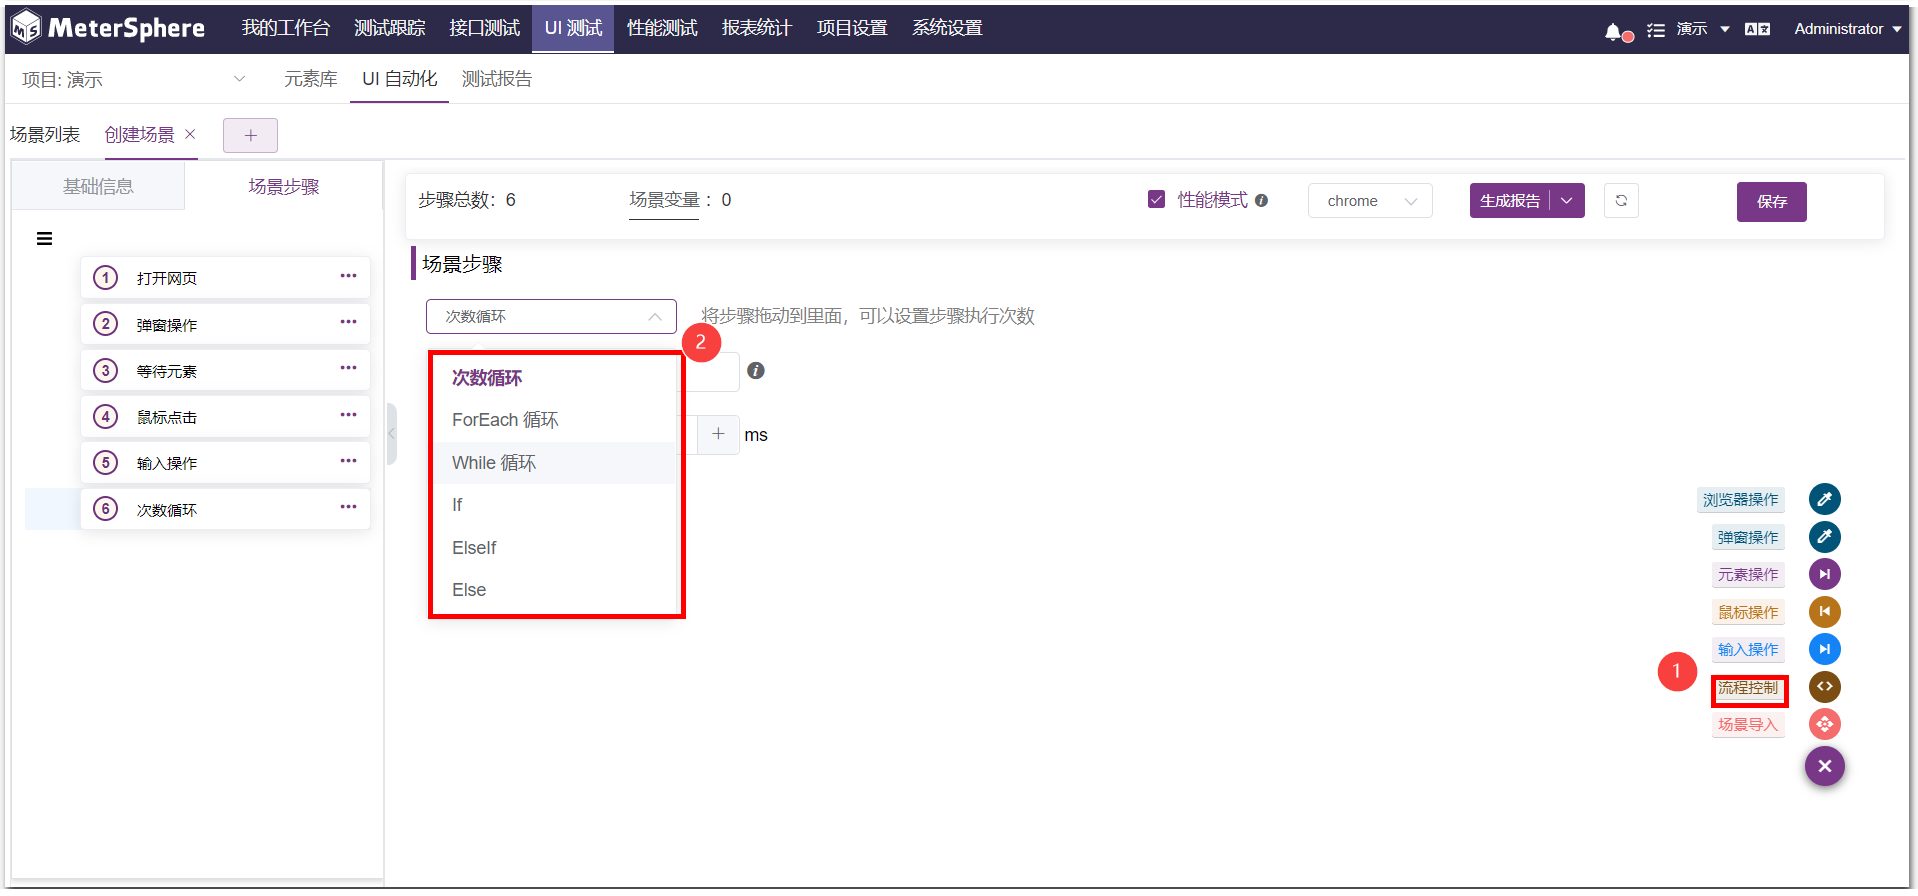 MeterSphere 我的工作台 测试跟踪 接口测试 UI 测试 性能测试 报表统计 项目设置 系统设置 演示 Administrator
项目: 演示 元素库 UI 自动化 测试报告
场景列表 创建场景 × +
基础信息 场景步骤
步骤总数: 6 场景变量 : 0 性能模式 chrome 生成报告 保存
场景步骤
1 打开网页
2 弹窗操作
3 等待元素
4 鼠标点击
5 输入操作
6 次数循环
次数循环 将步骤拖动到里面，可以设置步骤执行次数
2
次数循环
ForEach 循环
While 循环
If
ElseIf
Else
+ ms
浏览器操作
弹窗操作
元素操作
鼠标操作
输入操作
1
流程控制
场景导入